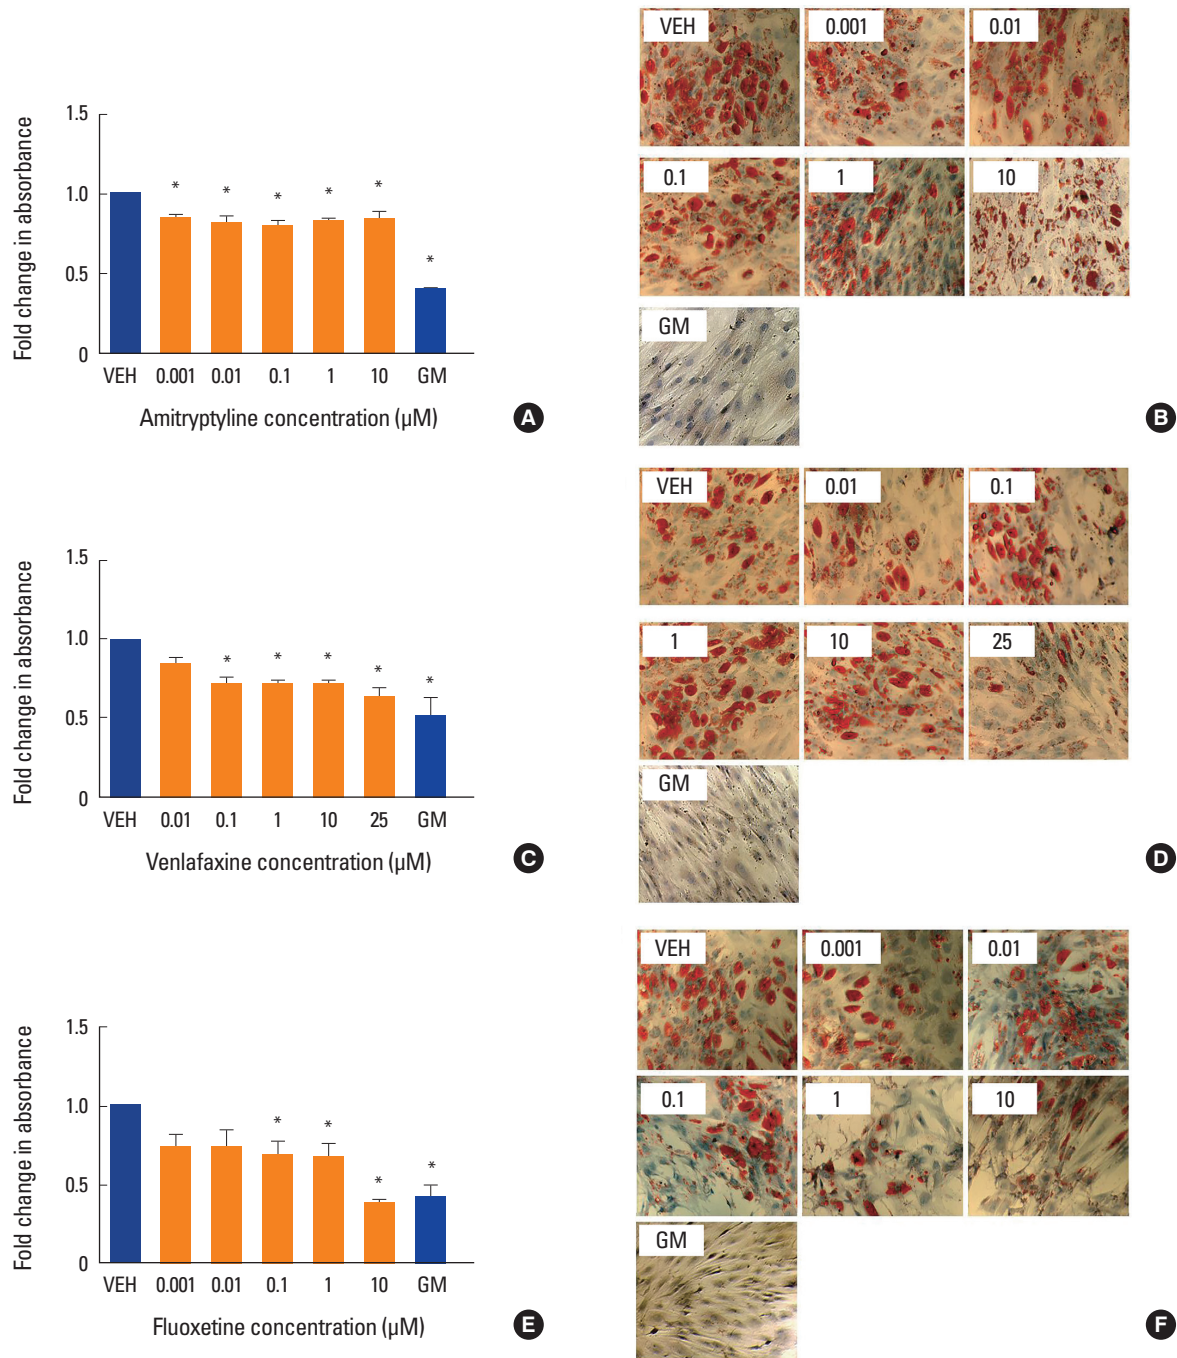 Fold change in absorbance
1.5
1.0
0.5
0
* * * * * *
VEH 0.001 0.01 0.1 1 10 GM
Amitryptyline concentration (μM)
A
VEH 0.001 0.01
0.1 1 10
GM
B
Fold change in absorbance
1.5
1.0
0.5
0
* * * * *
VEH 0.01 0.1 1 10 25 GM
Venlafaxine concentration (μM)
C
VEH 0.01 0.1
1 10 25
GM
D
Fold change in absorbance
1.5
1.0
0.5
0
* * * *
VEH 0.001 0.01 0.1 1 10 GM
Fluoxetine concentration (μM)
E
VEH 0.001 0.01
0.1 1 10
GM
F